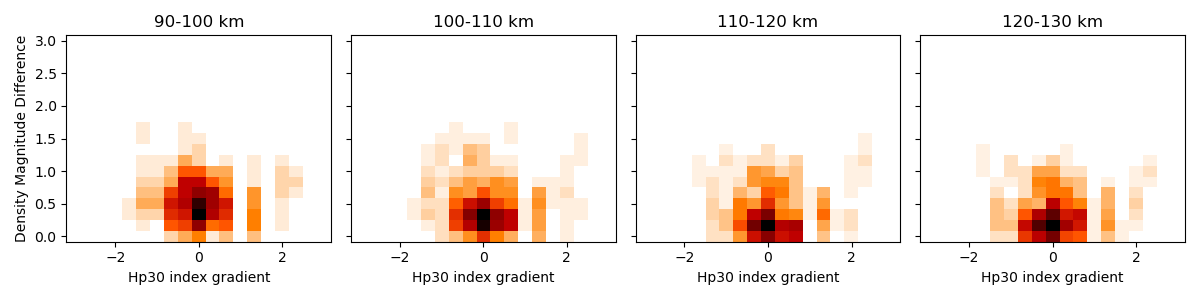 90-100 km
100-110 km
110-120 km
120-130 km
Density Magnitude Difference
3.0
2.5
2.0
1.5
1.0
0.5
0.0
−2
0
2
−2
0
2
−2
0
2
−2
0
2
Hp30 index gradient
Hp30 index gradient
Hp30 index gradient
Hp30 index gradient